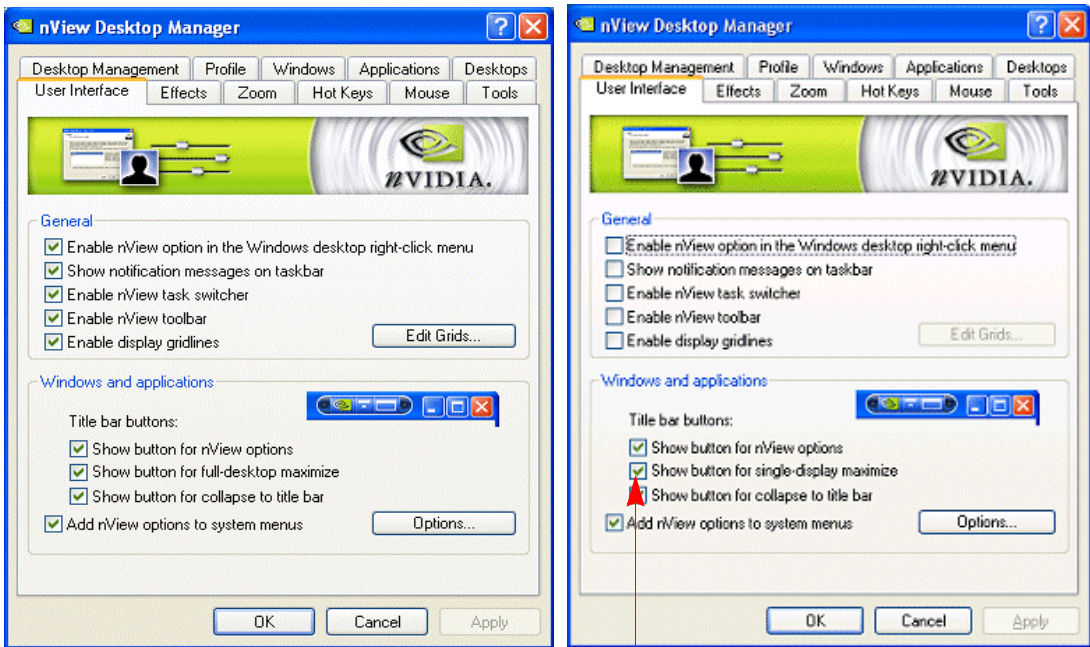 nView Desktop Manager
Desktop Management Profile Windows Applications Desktops
User Interface Effects Zoom Hot Keys Mouse Tools
nVIDIA.
General
Enable nView option in the Windows desktop right-click menu
Show notification messages on taskbar
Enable nView task switcher
Enable nView toolbar
Enable display gridlines
Edit Grids...
Windows and applications
Title bar buttons:
Show button for nView options
Show button for full-desktop maximize
Show button for collapse to title bar
Add nView options to system menus
Options...
OK Cancel Apply
nView Desktop Manager
Desktop Management Profile Windows Applications Desktops
User Interface Effects Zoom Hot Keys Mouse Tools
nVIDIA.
General
Enable nView option in the Windows desktop right-click menu
Show notification messages on taskbar
Enable nView task switcher
Enable nView toolbar
Enable display gridlines
Edit Grids...
Windows and applications
Title bar buttons:
Show button for nView options
Show button for single-display maximize
Show button for collapse to title bar
Add nView options to system menus
Options...
OK Cancel Apply